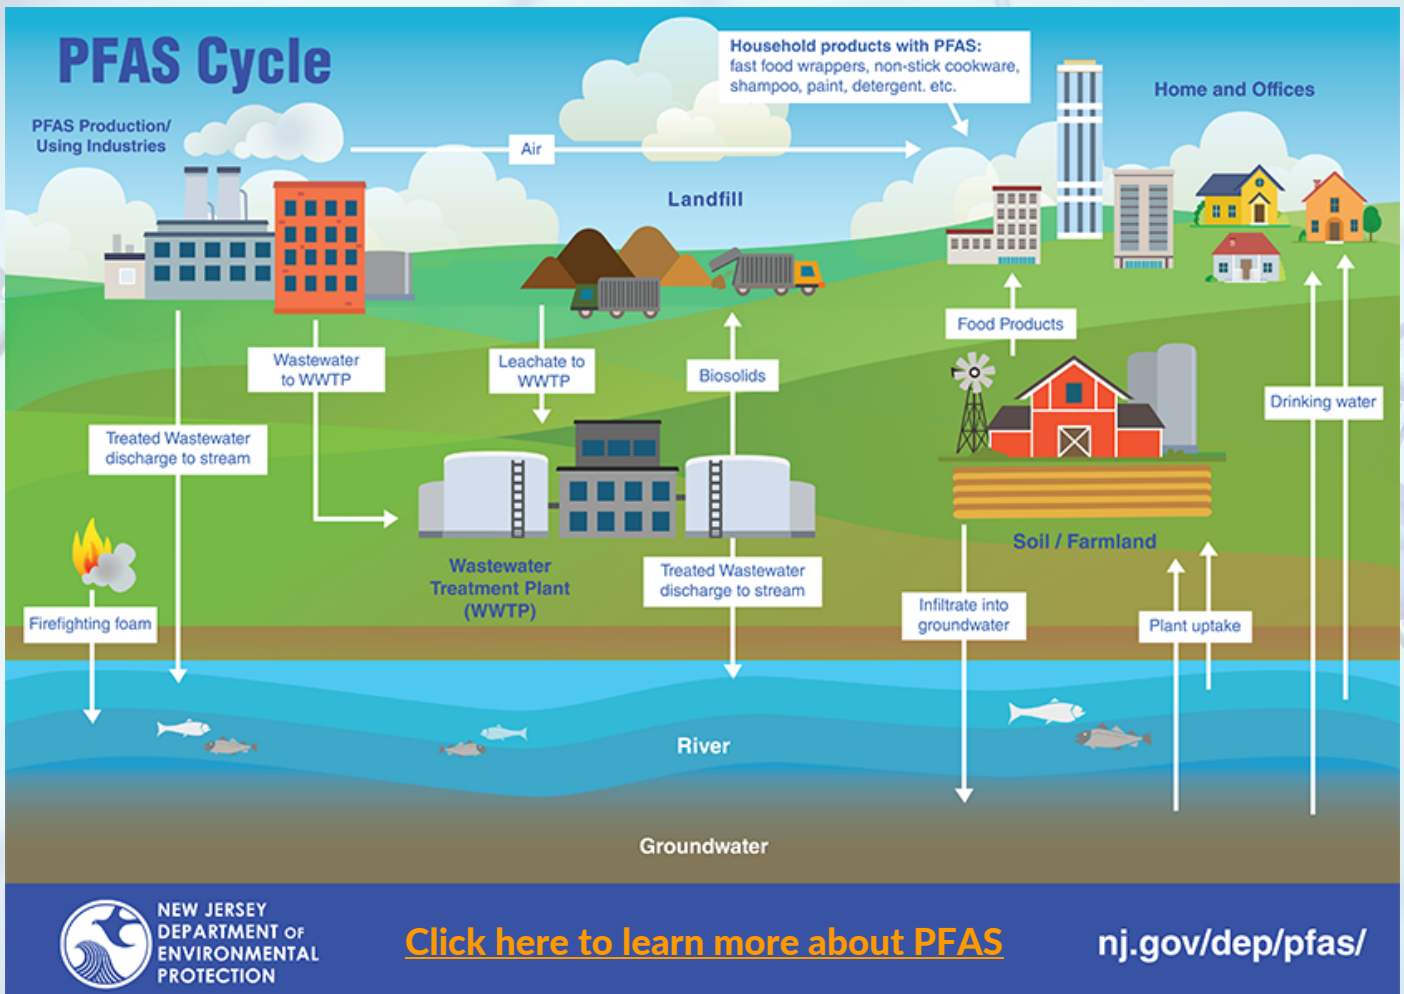 PFAS Cycle
Household products with PFAS:
fast food wrappers, non-stick cookware,
shampoo, paint, detergent. etc.
Home and Offices
PFAS Production/
Using Industries
Air
Landfill
Food Products
Wastewater
to WWTP
Leachate to
WWTP
Biosolids
Drinking water
Treated Wastewater
discharge to stream
Soil / Farmland
Wastewater
Treatment Plant
(WWTP)
Treated Wastewater
discharge to stream
Infiltrate into
groundwater
Plant uptake
Firefighting foam
River
Groundwater
NEW JERSEY
DEPARTMENT OF
ENVIRONMENTAL
PROTECTION
Click here to learn more about PFAS
nj.gov/dep/pfas/